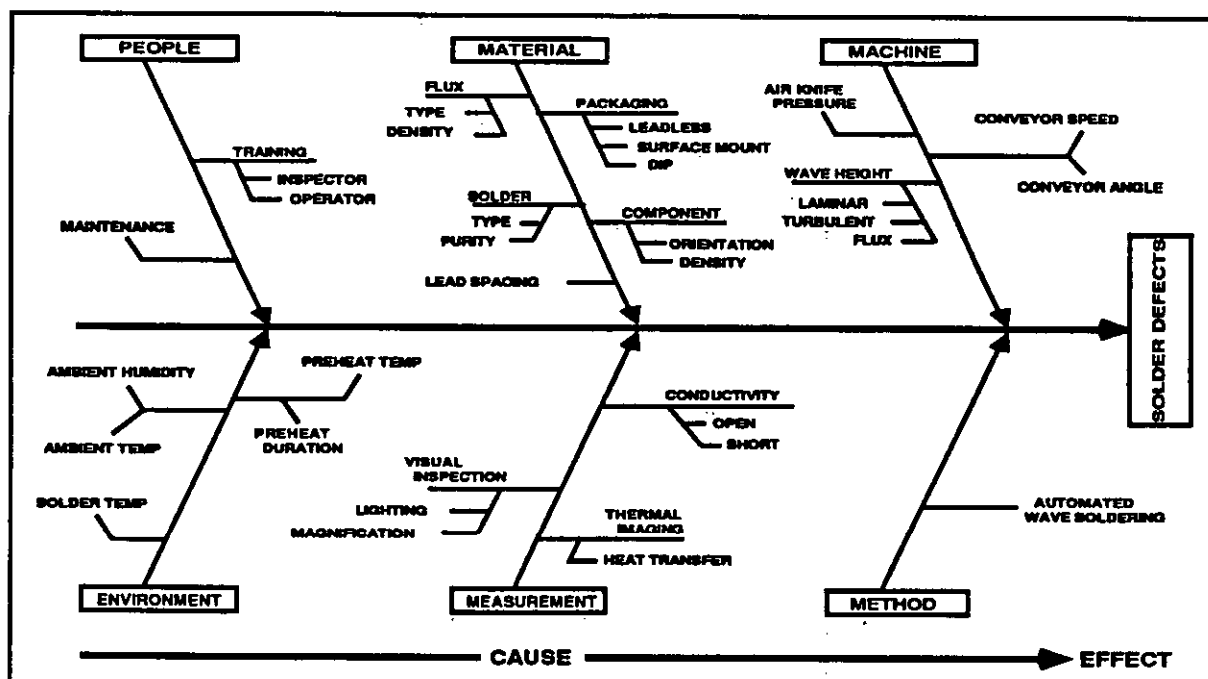 PEOPLE
MATERIAL
MACHINE
FLUX
TYPE
DENSITY
PACKAGING
LEADLESS
SURFACE MOUNT
DIP
AIR KNIFE
PRESSURE
CONVEYOR SPEED
CONVEYOR ANGLE
TRAINING
INSPECTOR
OPERATOR
MAINTENANCE
SOLDER
TYPE
PURITY
COMPONENT
ORIENTATION
DENSITY
LEAD SPACING
WAVE HEIGHT
LAMINAR
TURBULENT
FLUX
SOLDER DEFECTS
AMBIENT HUMIDITY
PREHEAT TEMP
AMBIENT TEMP
PREHEAT
DURATION
SOLDER TEMP
CONDUCTIVITY
OPEN
SHORT
VISUAL
INSPECTION
LIGHTING
MAGNIFICATION
THERMAL
IMAGING
HEAT TRANSFER
AUTOMATED
WAVE SOLDERING
ENVIRONMENT
MEASUREMENT
METHOD
CAUSE
EFFECT